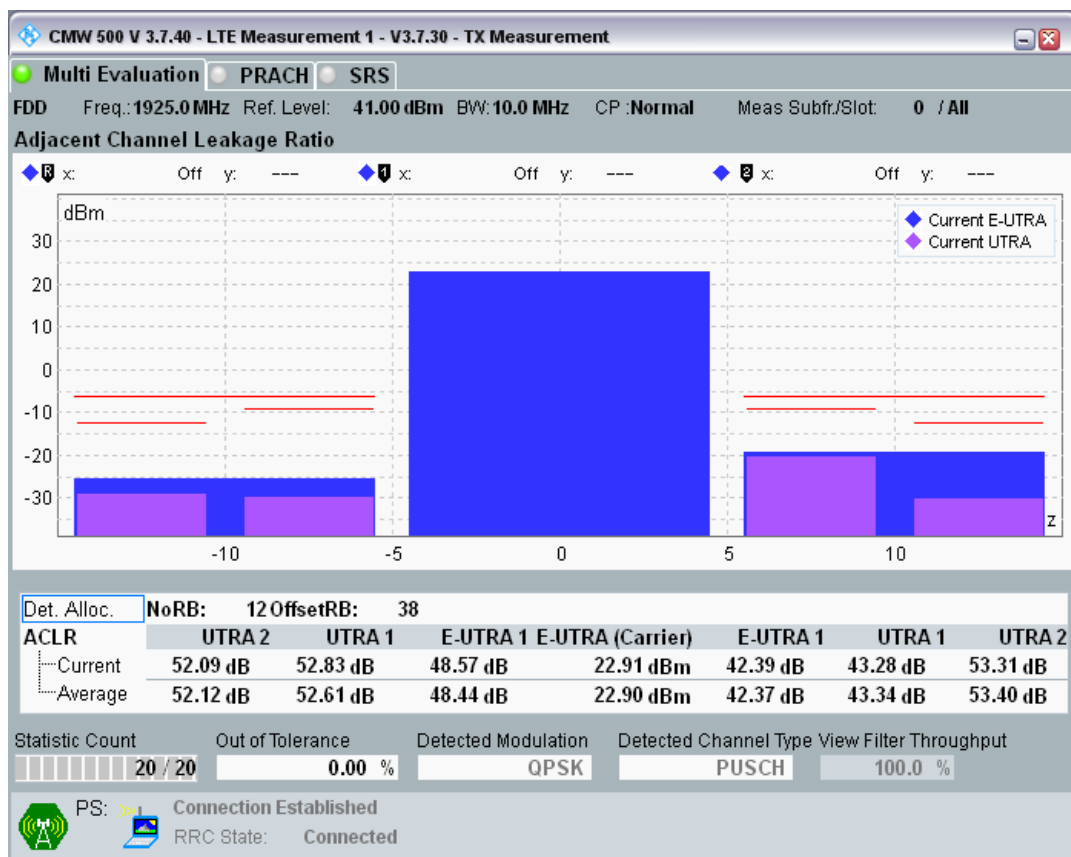 CMW 500 V 3.7.40 - LTE Measurement 1 - V3.7.30 - TX Measurement
Multi Evaluation PRACH SRS
FDD Freq.: 1925.0 MHz Ref. Level: 41.00 dBm BW: 10.0 MHz CP :Normal Meas Subfr./Slot: 0 / All
Adjacent Channel Leakage Ratio
R x: Off y: --- 1 x: Off y: --- 2 x: Off y: ---
dBm
Current E-UTRA
Current UTRA
30
20
10
0
-10
-20
-30
z
-10 -5 0 5 10
Det. Alloc. NoRB: 12 OffsetRB: 38
ACLR UTRA 2 UTRA 1 E-UTRA 1 E-UTRA (Carrier) E-UTRA 1 UTRA 1 UTRA 2
Current 52.09 dB 52.83 dB 48.57 dB 22.91 dBm 42.39 dB 43.28 dB 53.31 dB
Average 52.12 dB 52.61 dB 48.44 dB 22.90 dBm 42.37 dB 43.34 dB 53.40 dB
Statistic Count Out of Tolerance Detected Modulation Detected Channel Type View Filter Throughput
20 / 20 0.00 % QPSK PUSCH 100.0 %
PS: Connection Established
RRC State: Connected